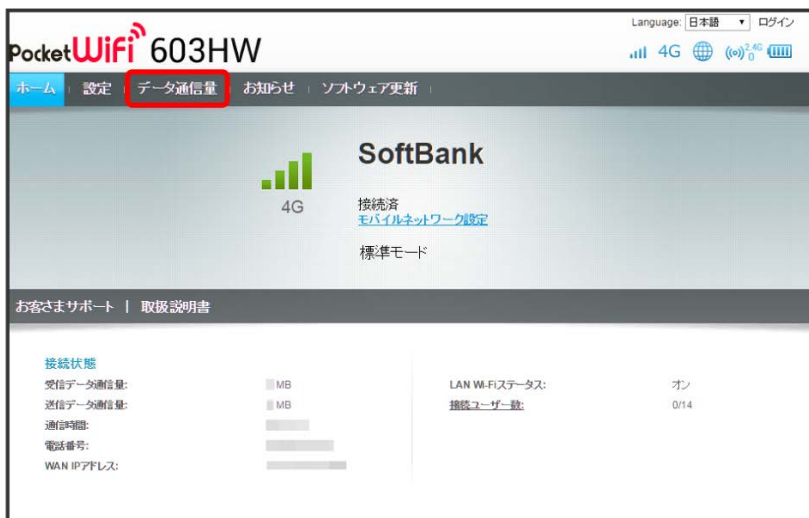 Language: 日本語 ログイン
PocketWiFi 603HW
4G 2.4G 0
ホーム 設定 データ通信量 お知らせ ソフトウェア更新
SoftBank
4G
接続済
モバイルネットワーク設定
標準モード
お客さまサポート | 取扱説明書
接続状態
受信データ通信量: MB LAN Wi-Fiステータス: オン
送信データ通信量: MB 接続ユーザー数: 0/14
通信時間:
電話番号:
WAN IPアドレス: